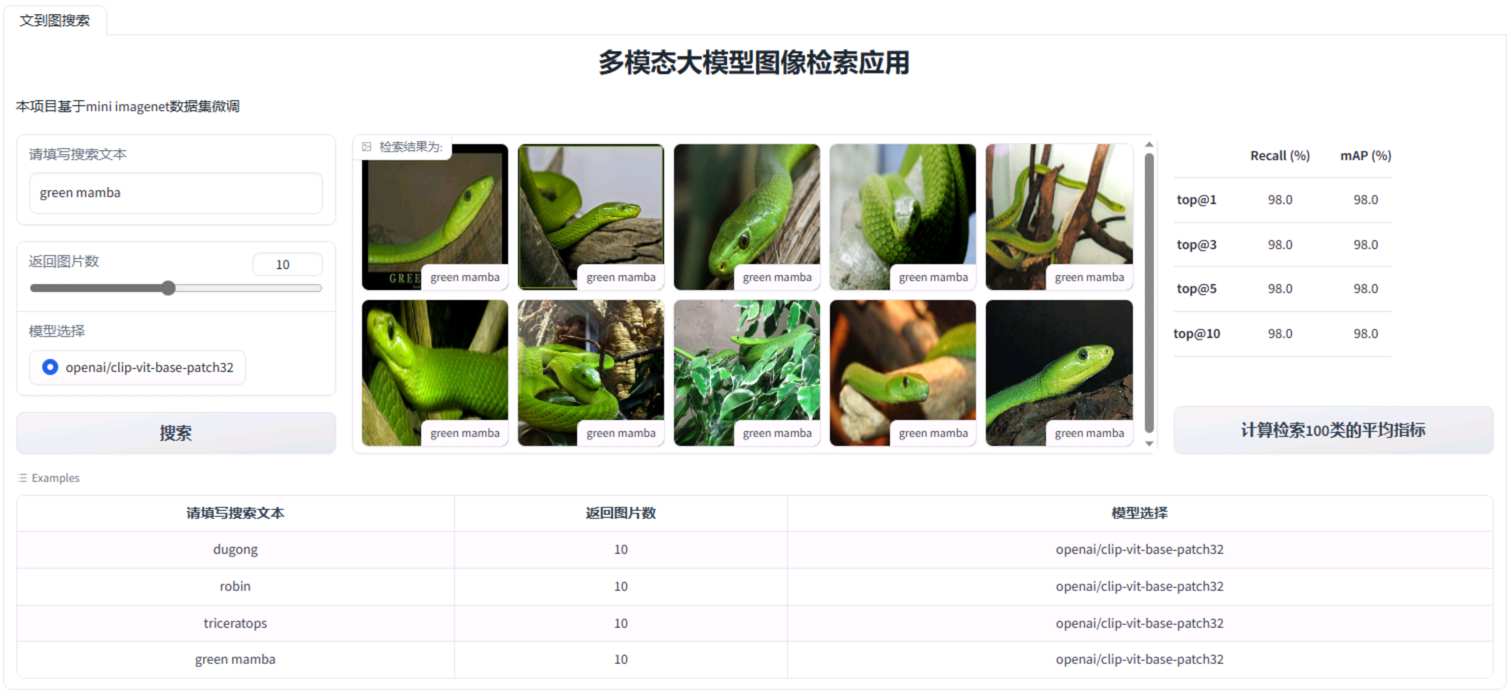 文到图搜索
多模态大模型图像检索应用
本项目基于mini imagenet数据集微调
请填写搜索文本
green mamba
返回图片数
10
模型选择
openai/clip-vit-base-patch32
搜索
检索结果为:
GREE
green mamba
green mamba
green mamba
green mamba
green mamba
green mamba
green mamba
green mamba
green mamba
green mamba
Recall (%) mAP (%)
top@1 98.0 98.0
top@3 98.0 98.0
top@5 98.0 98.0
top@10 98.0 98.0
计算检索100类的平均指标
Examples
请填写搜索文本 返回图片数 模型选择
dugong 10 openai/clip-vit-base-patch32
robin 10 openai/clip-vit-base-patch32
triceratops 10 openai/clip-vit-base-patch32
green mamba 10 openai/clip-vit-base-patch32